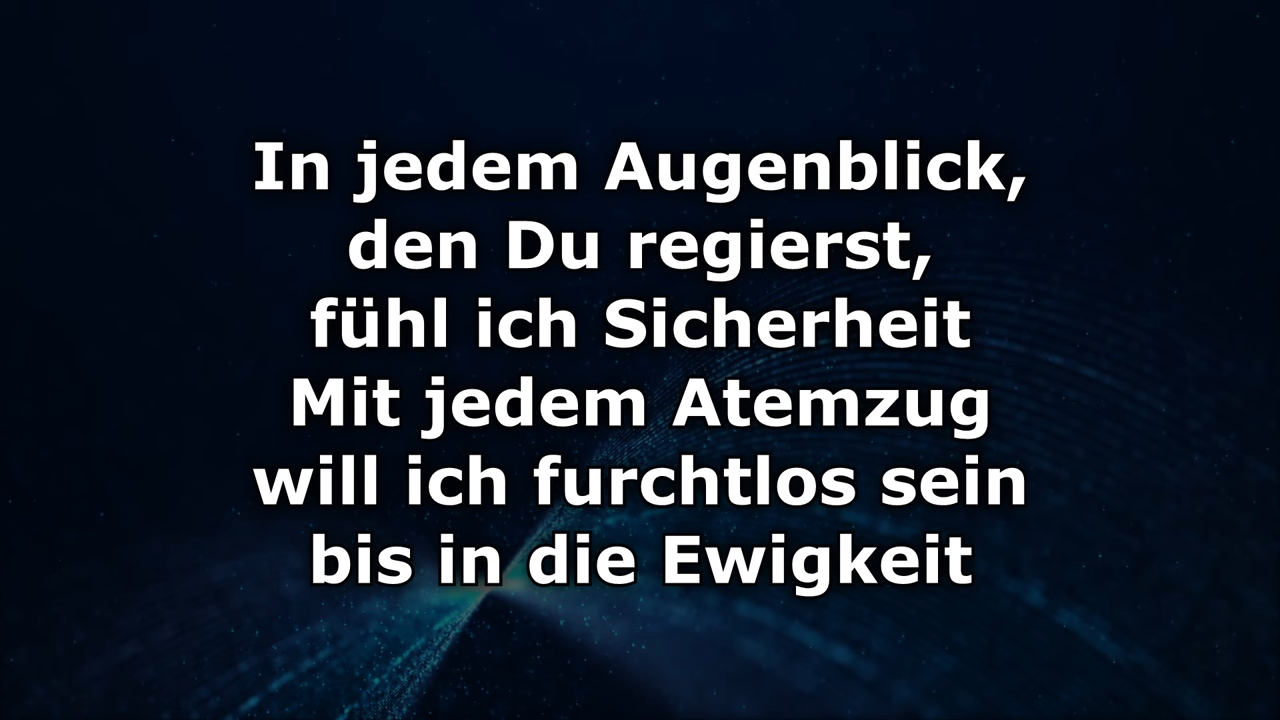 In jedem Augenblick,
den Du regierst,
fühl ich Sicherheit
Mit jedem Atemzug
will ich furchtlos sein
bis in die Ewigkeit